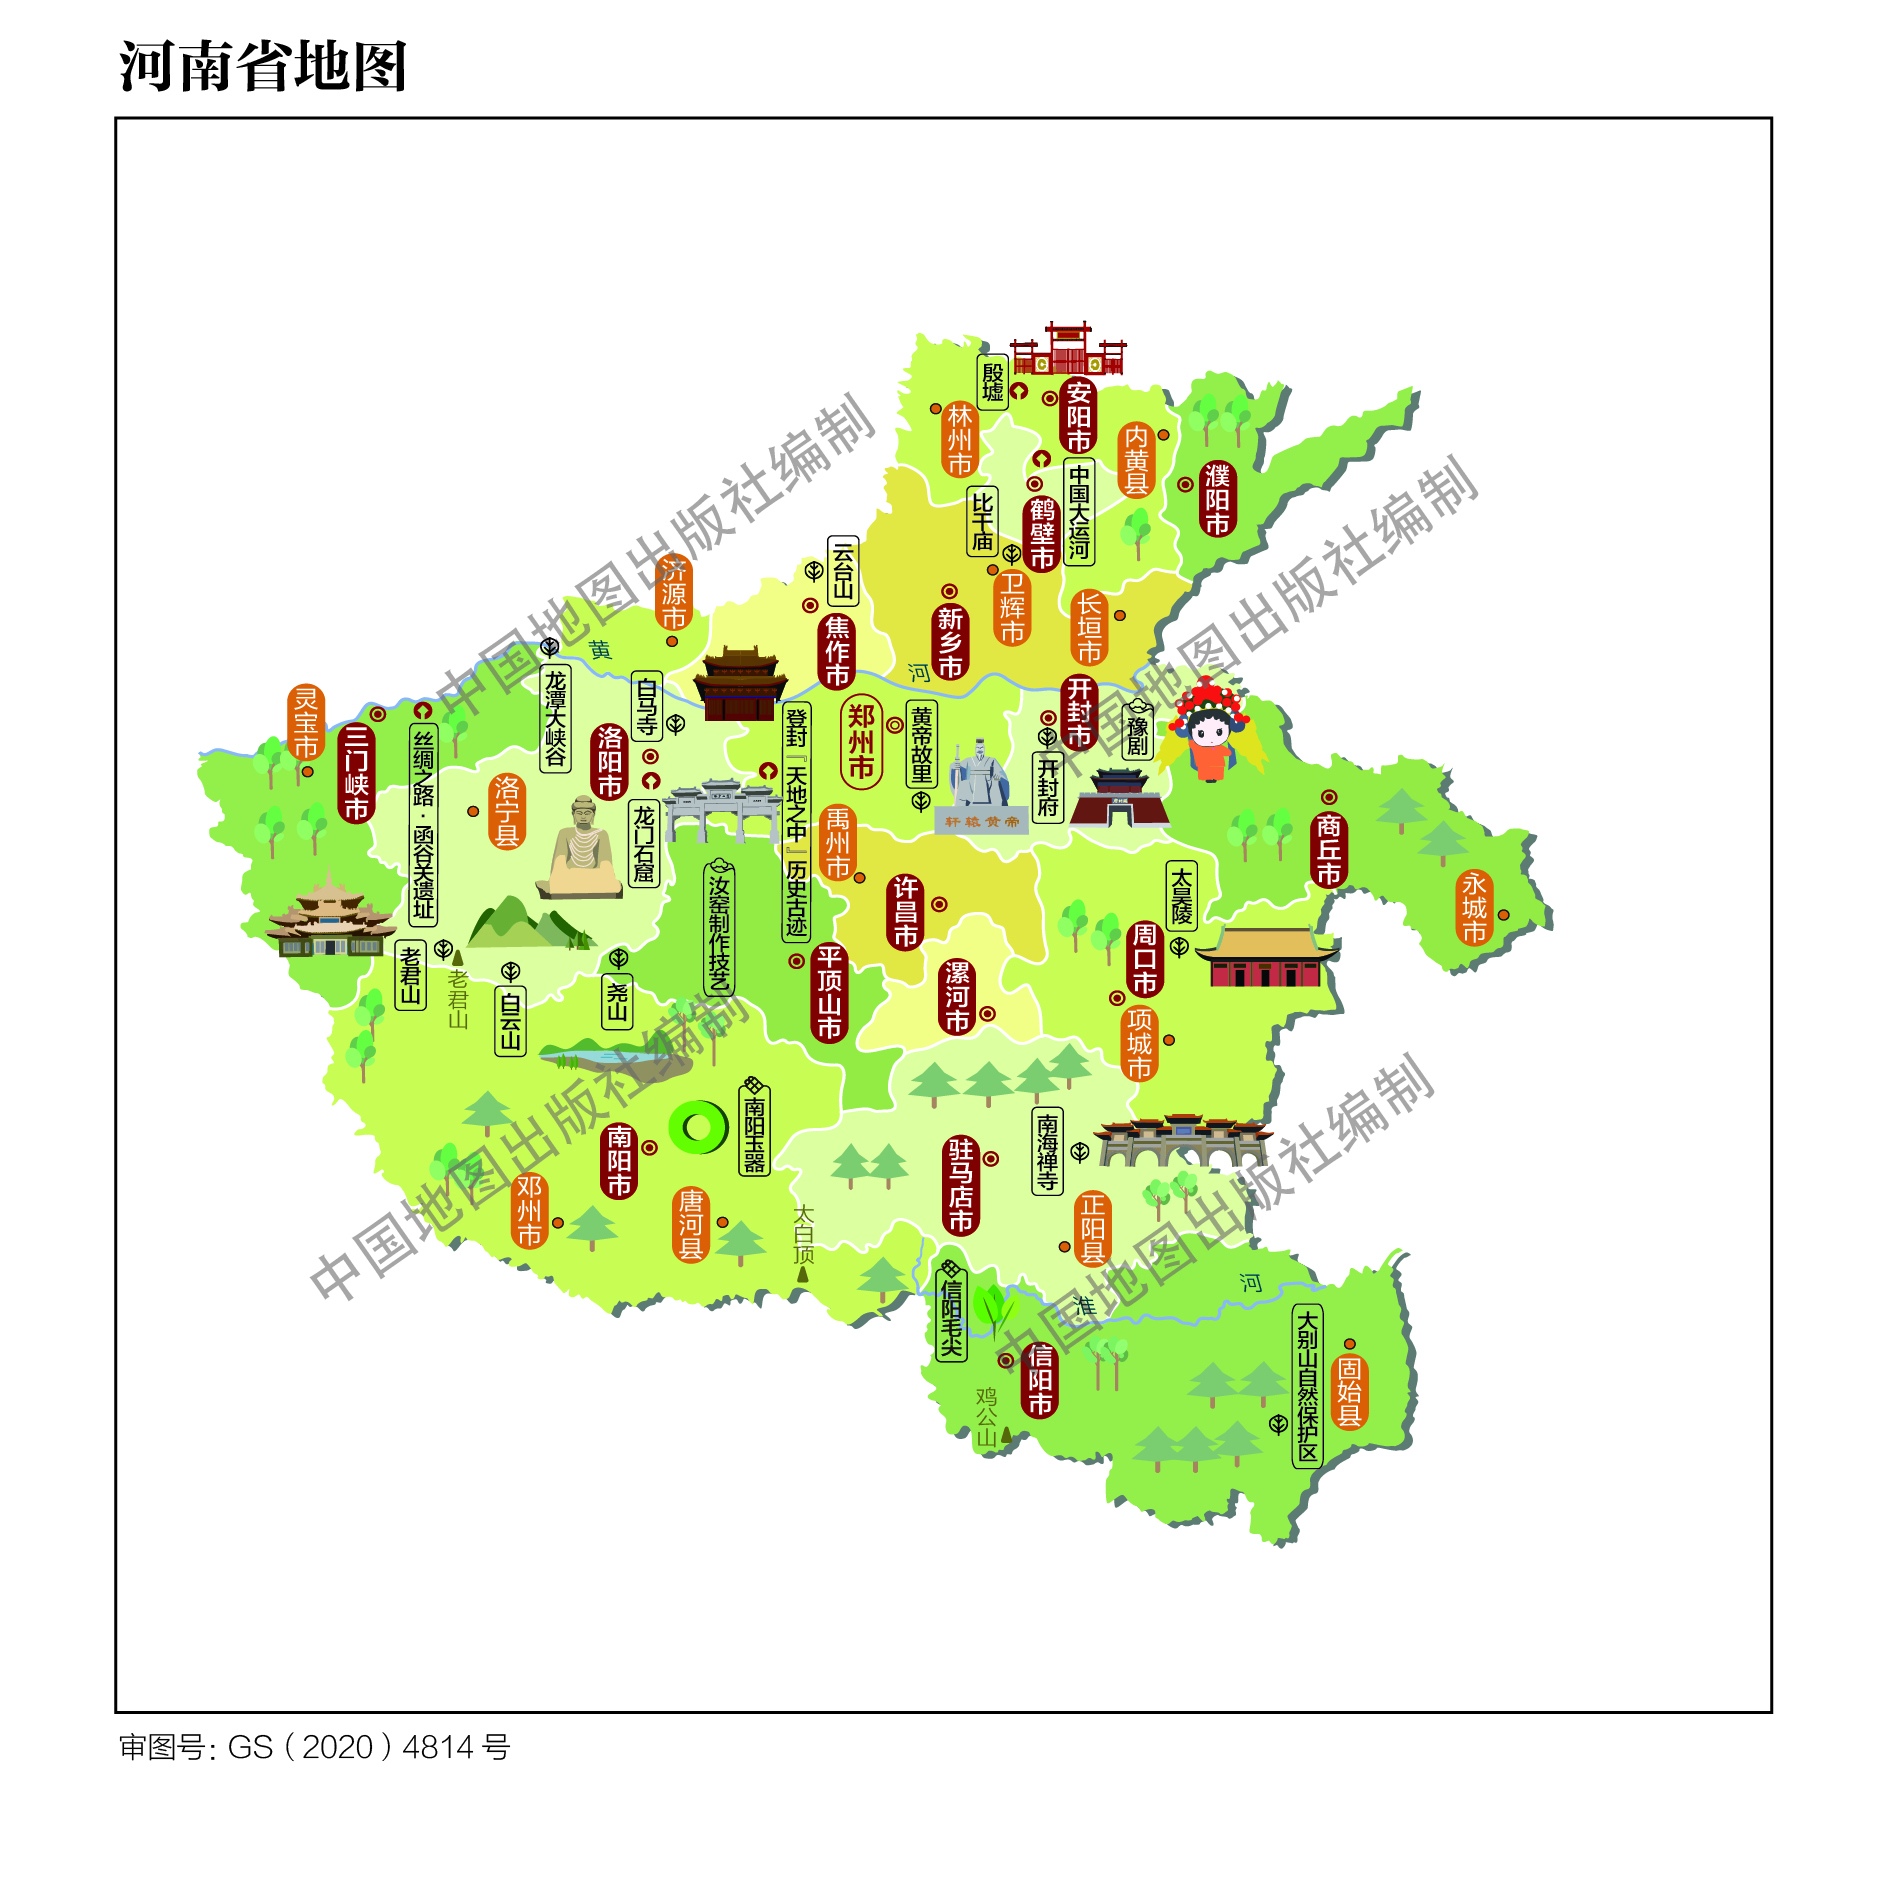 河南省地图
殷墟
安阳市
林州市
内黄县
濮阳市
中国大运河
鹤壁市
比干庙
卫辉市
长垣市
新乡市
云台山
焦作市
济源市
黄
河
龙潭大峡谷
白马寺
洛阳市
龙门石窟
灵宝市
三门峡市
丝绸之路·函谷关遗址
洛宁县
登封『天地之中』历史古迹
郑州市
黄帝故里
轩辕黄帝
开封市
开封府
豫剧
商丘市
永城市
禹州市
许昌市
汝窑制作技艺
平顶山市
漯河市
太昊陵
周口市
项城市
老君山
老君山
白云山
尧山
南阳玉器
南阳市
邓州市
唐河县
太白顶
驻马店市
南海禅寺
正阳县
信阳毛尖
淮
河
信阳市
鸡公山
大别山自然保护区
固始县
中国地图出版社编制
中国地图出版社编制
中国地图出版社编制
中国地图出版社编制
审图号：GS（2020）4814号